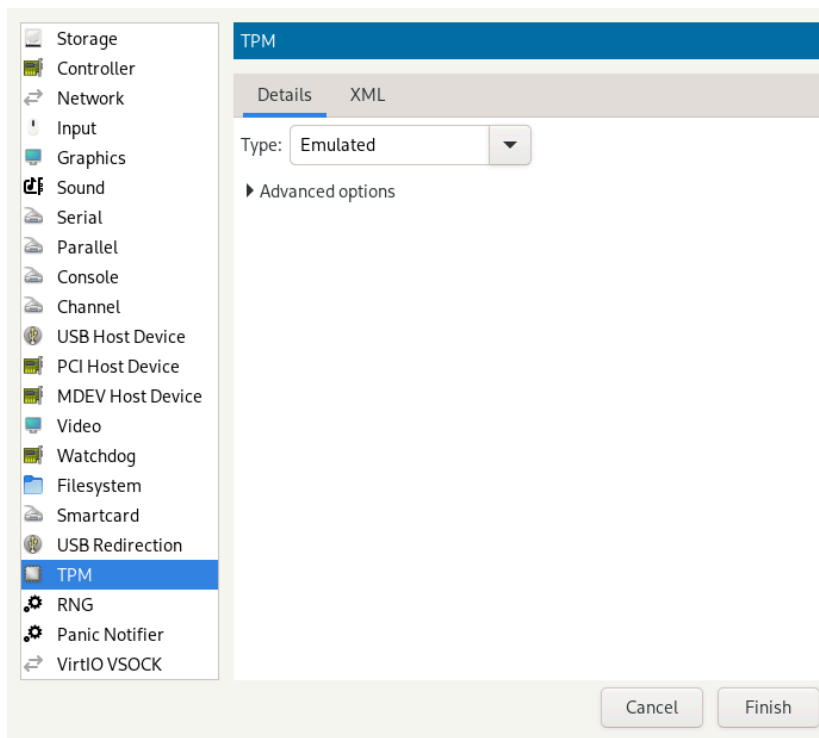 Storage
Controller
Network
Input
Graphics
Sound
Serial
Parallel
Console
Channel
USB Host Device
PCI Host Device
MDEV Host Device
Video
Watchdog
Filesystem
Smartcard
USB Redirection
TPM
RNG
Panic Notifier
VirtIO VSOCK
TPM
Details XML
Type: Emulated
Advanced options
Cancel Finish